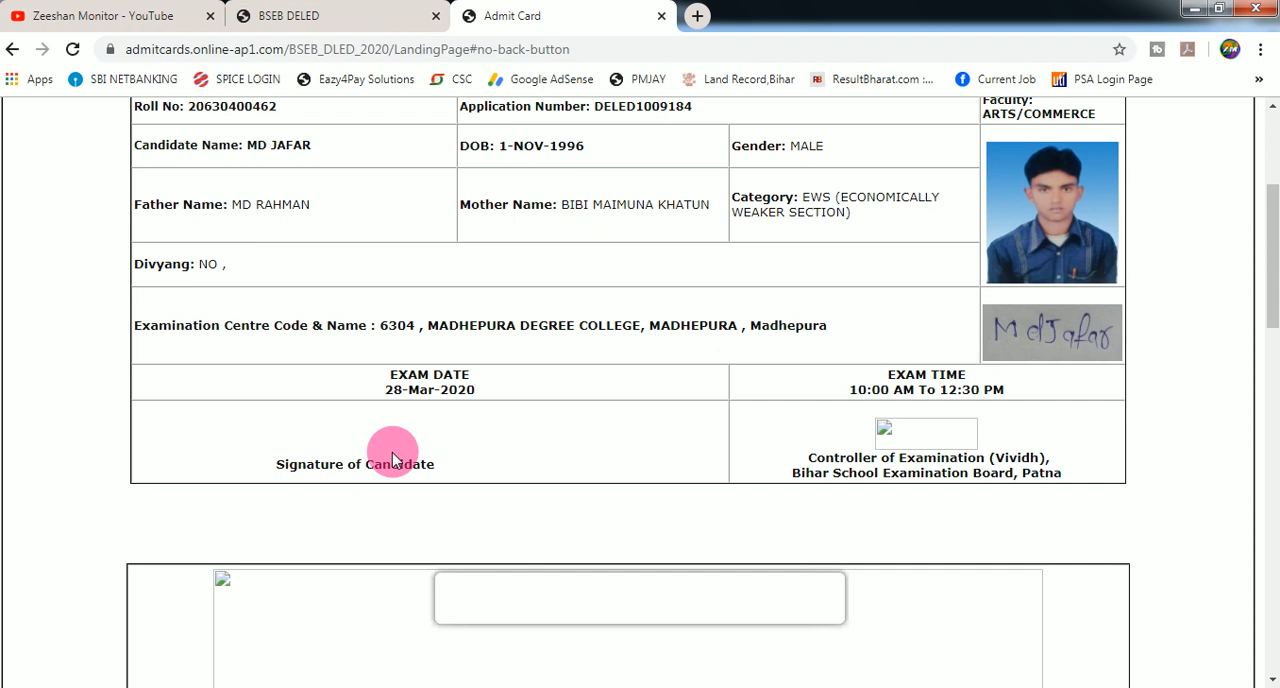 Zeeshan Monitor - YouTube
BSEB DELED
Admit Card
admitcards.online-ap1.com/BSEB_DLED_2020/LandingPage#no-back-button
Apps
SBI NETBANKING
SPICE LOGIN
Eazy4Pay Solutions
CSC
Google AdSense
PMJAY
Land Record,Bihar
ResultBharat.com :...
Current Job
PSA Login Page
»
Roll No: 20630400462
Application Number: DELED1009184
Faculty:
ARTS/COMMERCE
Candidate Name: MD JAFAR
DOB: 1-NOV-1996
Gender: MALE
Father Name: MD RAHMAN
Mother Name: BIBI MAIMUNA KHATUN
Category: EWS (ECONOMICALLY
WEAKER SECTION)
Divyang: NO ,
Examination Centre Code & Name : 6304 , MADHEPURA DEGREE COLLEGE, MADHEPURA , Madhepura
Md Jafar
EXAM DATE
28-Mar-2020
EXAM TIME
10:00 AM To 12:30 PM
Signature of Candidate
Controller of Examination (Vividh),
Bihar School Examination Board, Patna